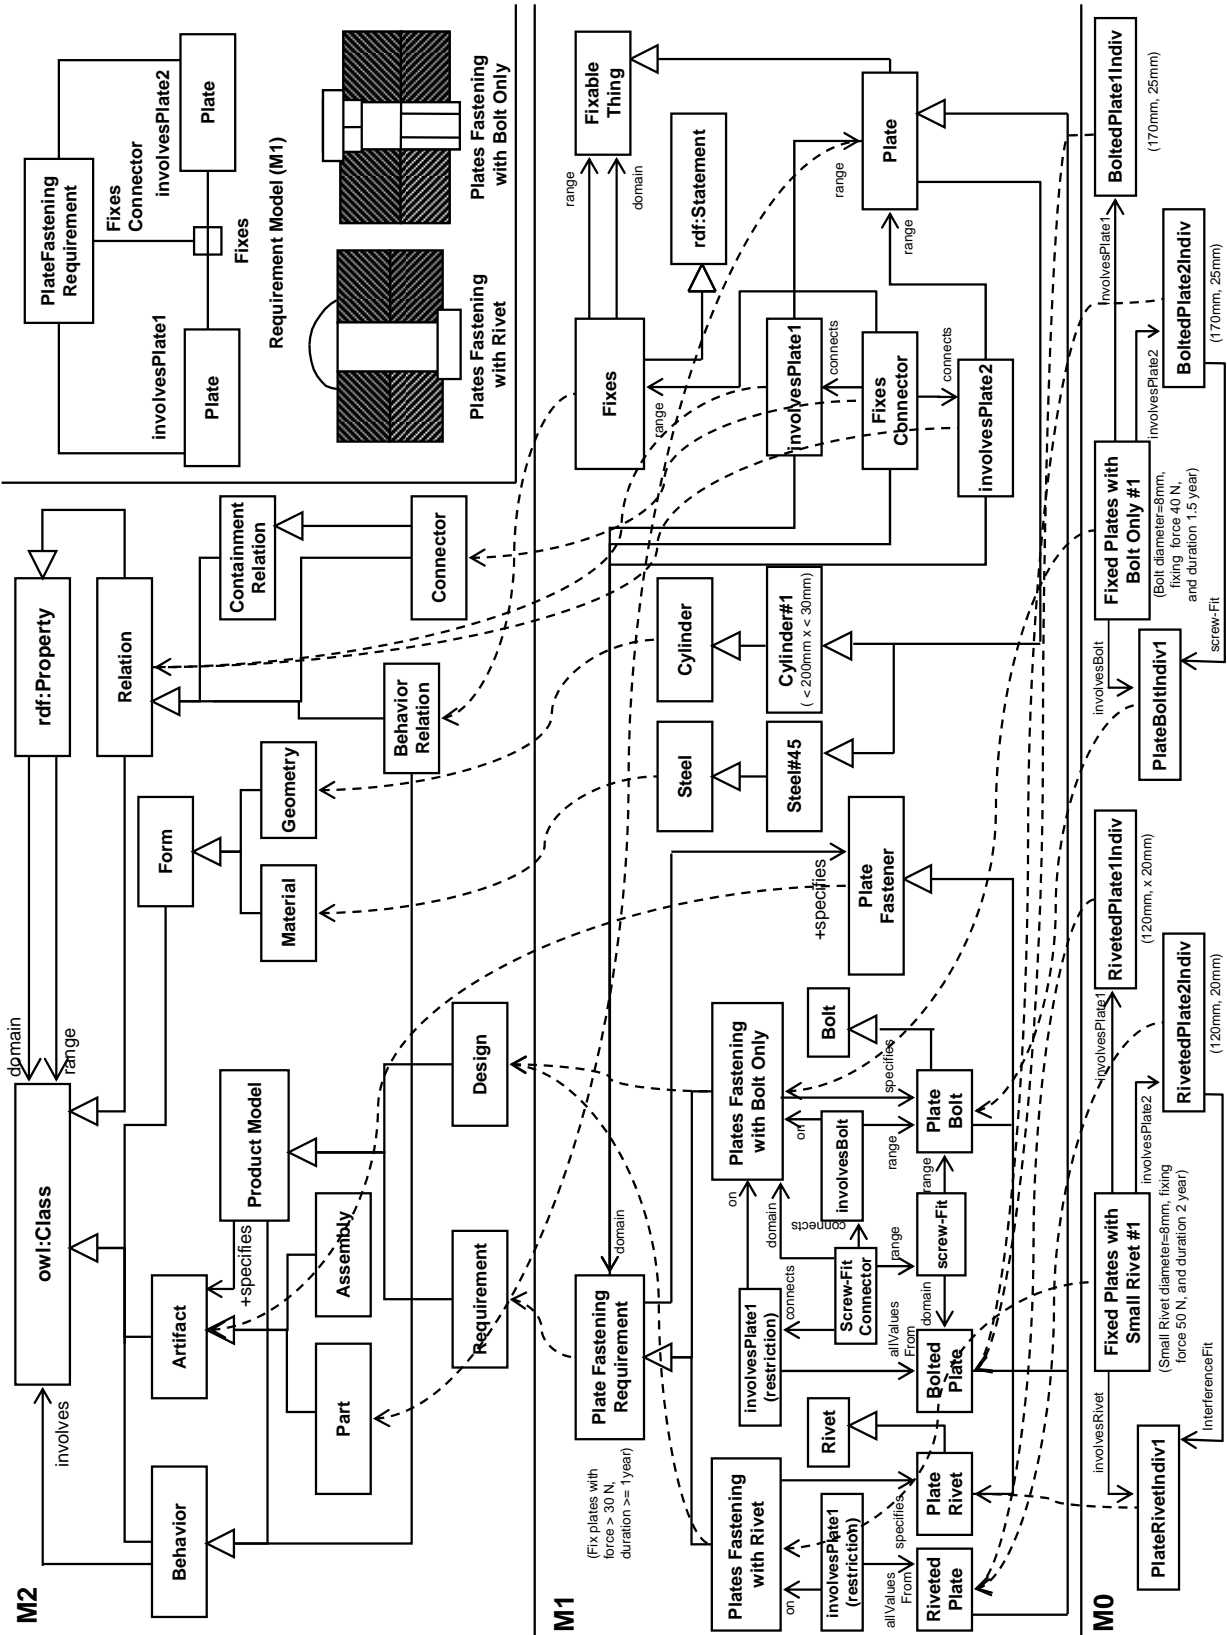 M2
Behavior
involves
owl:Class
domain
range
rdf:Property
Relation
Artifact
+specifies
Product Model
Form
Containment
Relation
Part
Assembly
Material
Geometry
Behavior
Relation
Connector
Requirement
Design
PlateFastening
Requirement
involvesPlate1
Fixes
Connector
involvesPlate2
Plate
Plate
Fixes
Requirement Model (M1)
Plates Fastening
with Rivet
Plates Fastening
with Bolt Only
M1
(Fix plates with
force > 30 N,
duration >= 1year)
Plate Fastening
Requirement
domain
Fixes
range
domain
Fixable
Thing
range
rdf:Statement
Steel
Cylinder
Plates Fastening
with Rivet
Plates Fastening
with Bolt Only
on
on
on
domain
connects
connects
specifies
specifies
+specifies
involvesPlate1
(restriction)
involvesPlate1
(restriction)
Rivet
Screw-Fit
Connector
involvesBolt
Bolt
Plate
Fastener
Steel#45
Cylinder#1
( < 200mm x < 30mm)
involvesPlate1
connects
Fixes
Connector
connects
involvesPlate2
range
range
Plate
allValues
From
allValues
From
range
range
Riveted
Plate
Plate
Rivet
Bolted
Plate
domain
screw-Fit
range
Plate
Bolt
M0
PlateRivetIndiv1
involvesRivet
Fixed Plates with
Small Rivet #1
(Small Rivet diameter=8mm, fixing
force 50 N, and duration 2 year)
involvesPlate1
involvesPlate2
RivetedPlate1Indiv
(120mm, x 20mm)
RivetedPlate2Indiv
(120mm, 20mm)
InterferenceFit
PlateBoltIndiv1
involvesBolt
Fixed Plates with
Bolt Only #1
(Bolt diameter=8mm,
fixing force 40 N,
and duration 1.5 year)
involvesPlate1
involvesPlate2
BoltedPlate1Indiv
(170mm, 25mm)
BoltedPlate2Indiv
(170mm, 25mm)
screw-Fit